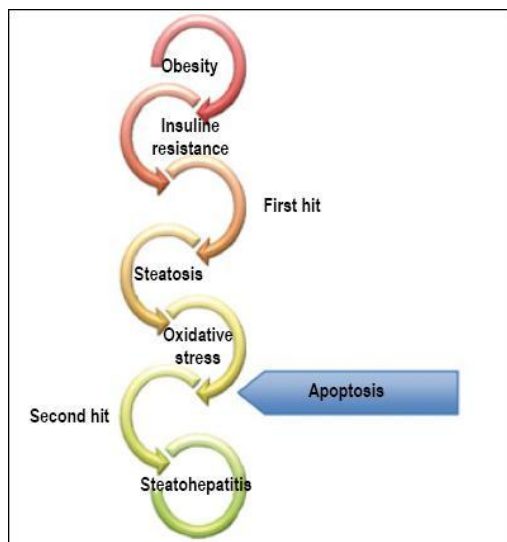 Obesity
Insuline
resistance
First hit
Steatosis
Oxidative
stress
Apoptosis
Second hit
Steatohepatitis